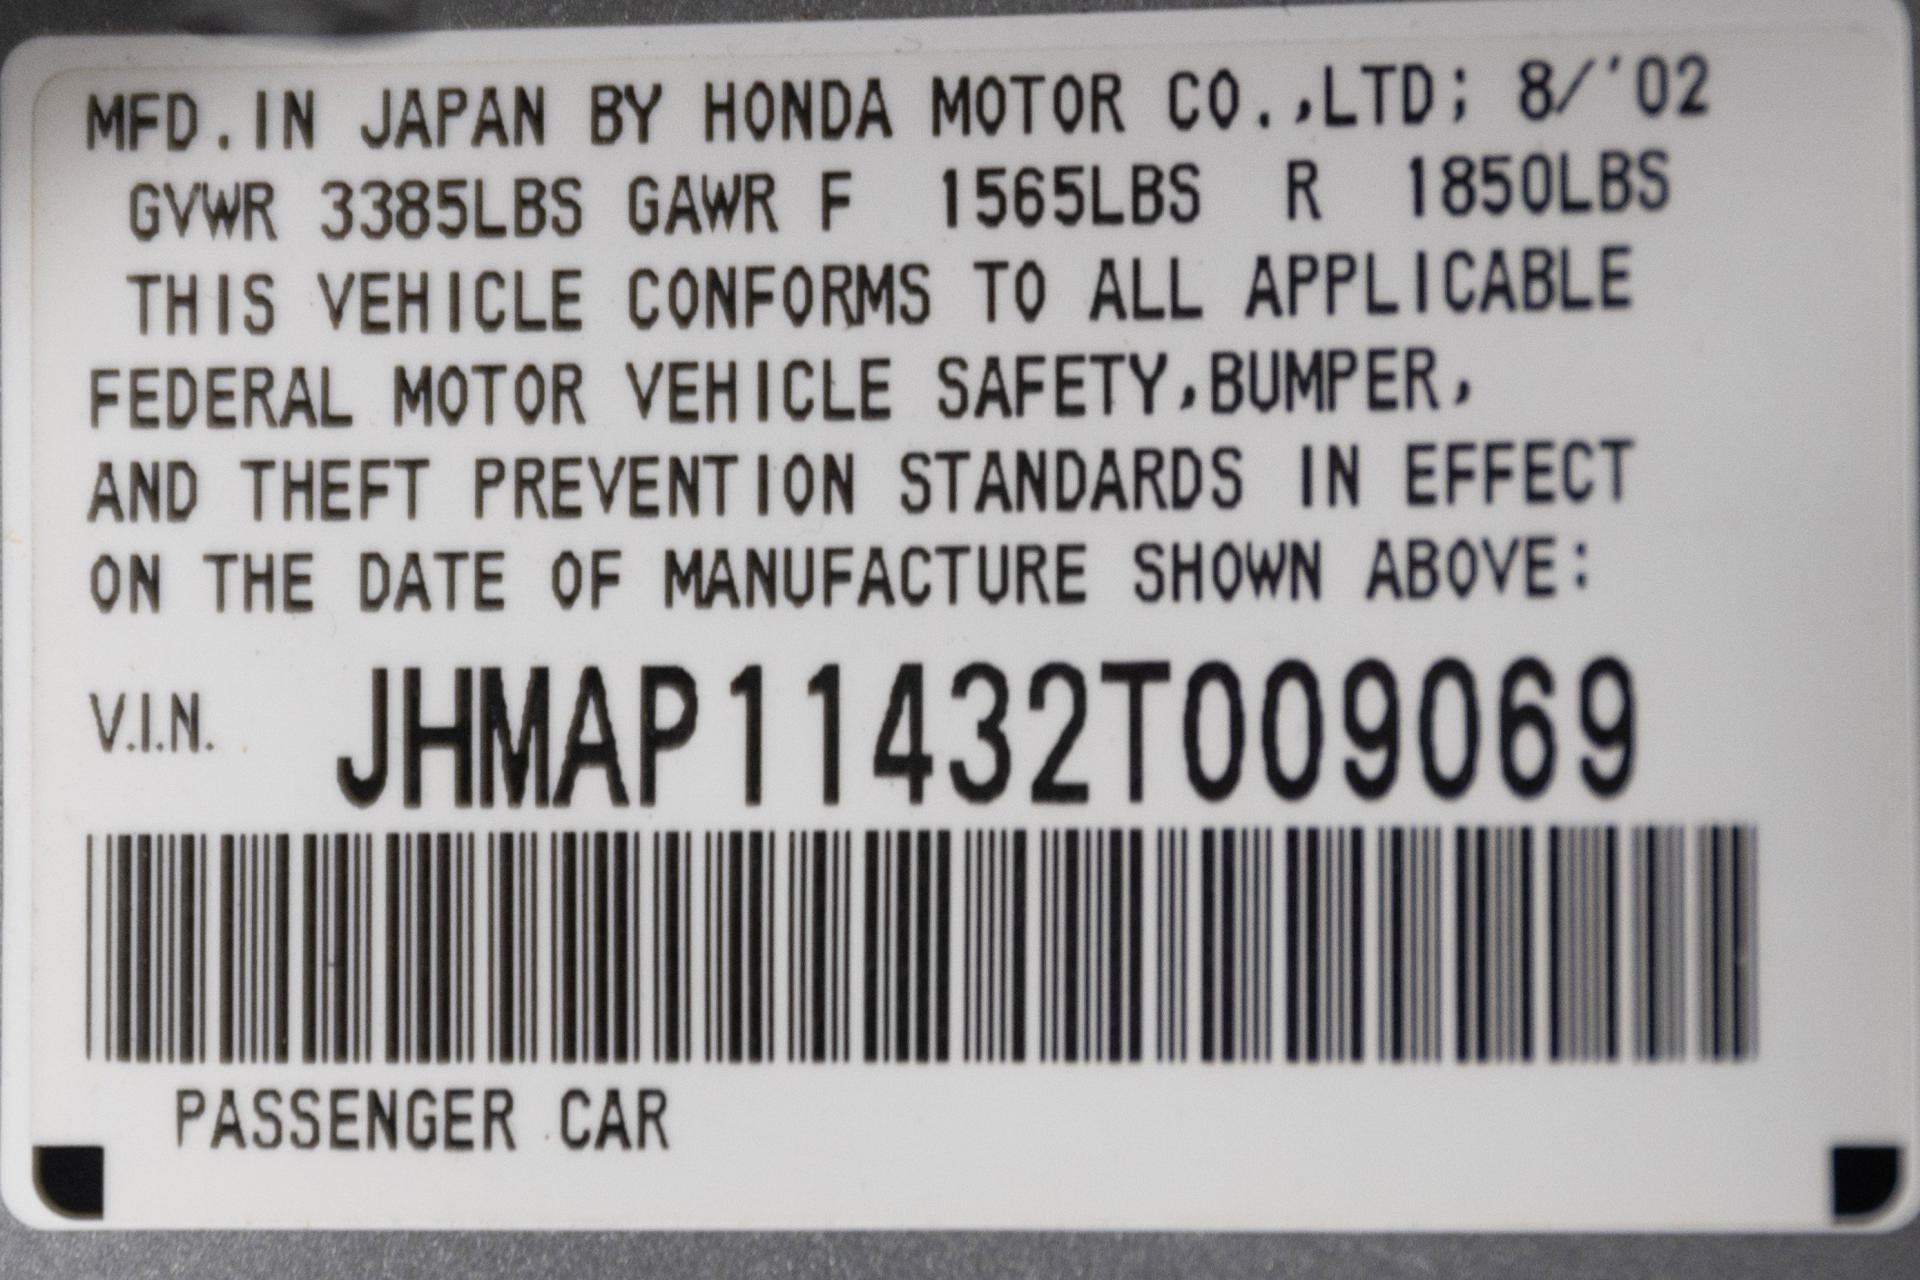 MFD.IN JAPAN BY HONDA MOTOR CO.,LTD; 8/'02
GVWR 3385LBS GAWR F 1565LBS R 1850LBS
THIS VEHICLE CONFORMS TO ALL APPLICABLE
FEDERAL MOTOR VEHICLE SAFETY,BUMPER,
AND THEFT PREVENTION STANDARDS IN EFFECT
ON THE DATE OF MANUFACTURE SHOWN ABOVE:
V.I.N. JHMAP11432T009069
PASSENGER CAR